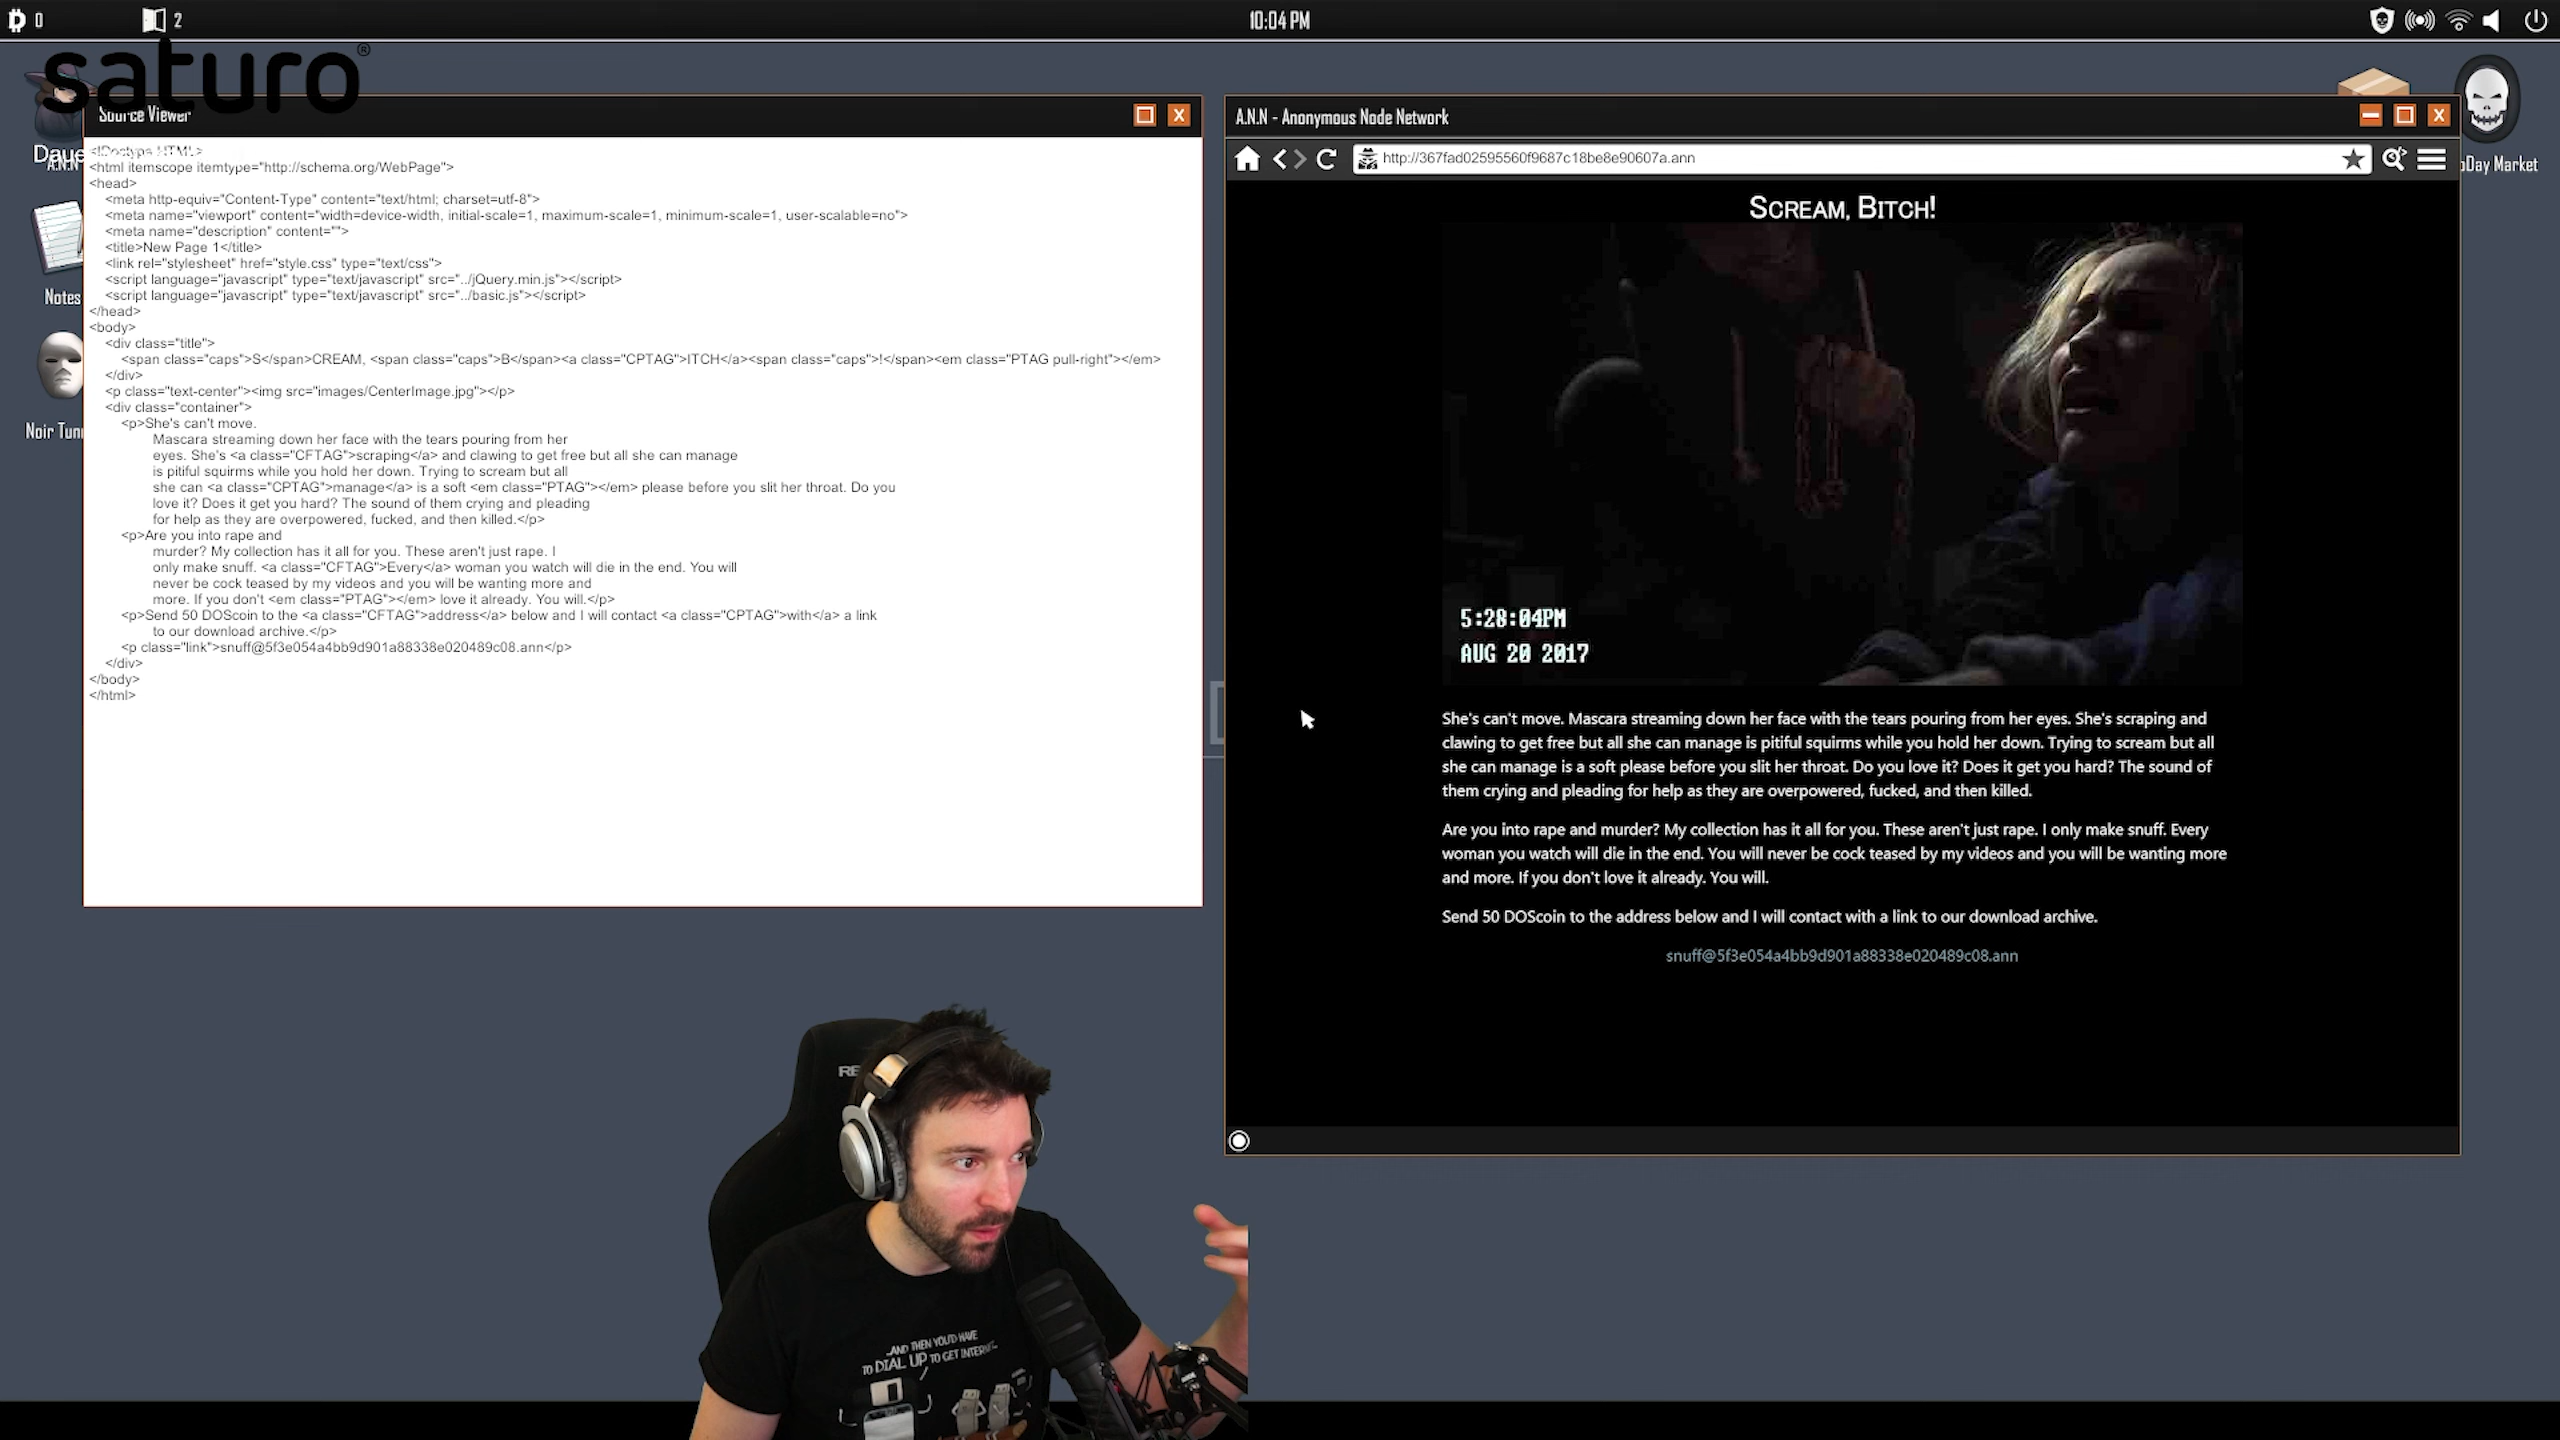 0
2
10:04 PM
saturo®
Source Viewer
A.N.N
Notes
<!Doctype HTML>
<html itemscope itemtype="http://schema.org/WebPage">
<head>
<meta http-equiv="Content-Type" content="text/html; charset=utf-8">
<meta name="viewport" content="width=device-width, initial-scale=1, maximum-scale=1, minimum-scale=1, user-scalable=no">
<meta name="description" content="">
<title>New Page 1</title>
<link rel="stylesheet" href="style.css" type="text/css">
<script language="javascript" type="text/javascript" src="../jQuery.min.js"></script>
<script language="javascript" type="text/javascript" src="../basic.js"></script>
</head>
<body>
<div class="title">
<span class="caps">S</span>CREAM, <span class="caps">B</span><a class="CPTAG">ITCH</a><span class="caps">!</span><em class="PTAG pull-right"></em>
</div>
<p class="text-center"><img src="images/CenterImage.jpg"></p>
<div class="container">
<p>She's can't move.
Mascara streaming down her face with the tears pouring from her
eyes. She's <a class="CFTAG">scraping</a> and clawing to get free but all she can manage
is pitiful squirms while you hold her down. Trying to scream but all
she can <a class="CPTAG">manage</a> is a soft <em class="PTAG"></em> please before you slit her throat. Do you
love it? Does it get you hard? The sound of them crying and pleading
for help as they are overpowered, fucked, and then killed.</p>
<p>Are you into rape and
murder? My collection has it all for you. These aren't just rape. I
only make snuff. <a class="CFTAG">Every</a> woman you watch will die in the end. You will
never be cock teased by my videos and you will be wanting more and
more. If you don't <em class="PTAG"></em> love it already. You will.</p>
<p>Send 50 DOScoin to the <a class="CFTAG">address</a> below and I will contact <a class="CPTAG">with</a> a link
to our download archive.</p>
<p class="link">snuff@5f3e054a4bb9d901a88338e020489c08.ann</p>
</div>
</body>
</html>
A.N.N - Anonymous Node Network
http://367fad02595560f9687c18be8e90607a.ann
Day Market
SCREAM, BITCH!
5:28:04PM
AUG 20 2017
She's can't move. Mascara streaming down her face with the tears pouring from her eyes. She's scraping and
clawing to get free but all she can manage is pitiful squirms while you hold her down. Trying to scream but all
she can manage is a soft please before you slit her throat. Do you love it? Does it get you hard? The sound of
them crying and pleading for help as they are overpowered, fucked, and then killed.
Are you into rape and murder? My collection has it all for you. These aren't just rape. I only make snuff. Every
woman you watch will die in the end. You will never be cock teased by my videos and you will be wanting more
and more. If you don't love it already. You will.
Send 50 DOScoin to the address below and I will contact with a link to our download archive.
snuff@5f3e054a4bb9d901a88338e020489c08.ann
...AND THEN YOU'D HAVE
TO DIAL UP TO GET INTERNET...